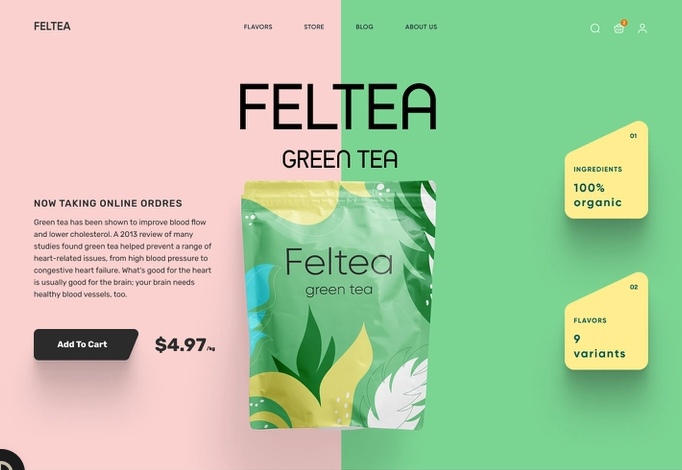 FELTEA
FLAVORS
STORE
BLOG
ABOUT US
2
FELTEA
GREEN TEA
NOW TAKING ONLINE ORDRES
Green tea has been shown to improve blood flow
and lower cholesterol. A 2013 review of many
studies found green tea helped prevent a range of
heart-related issues, from high blood pressure to
congestive heart failure. What's good for the heart
is usually good for the brain; your brain needs
healthy blood vessels, too.
Add To Cart
$4.97/kg
Feltea
green tea
01
INGREDIENTS
100%
organic
02
FLAVORS
9
variants